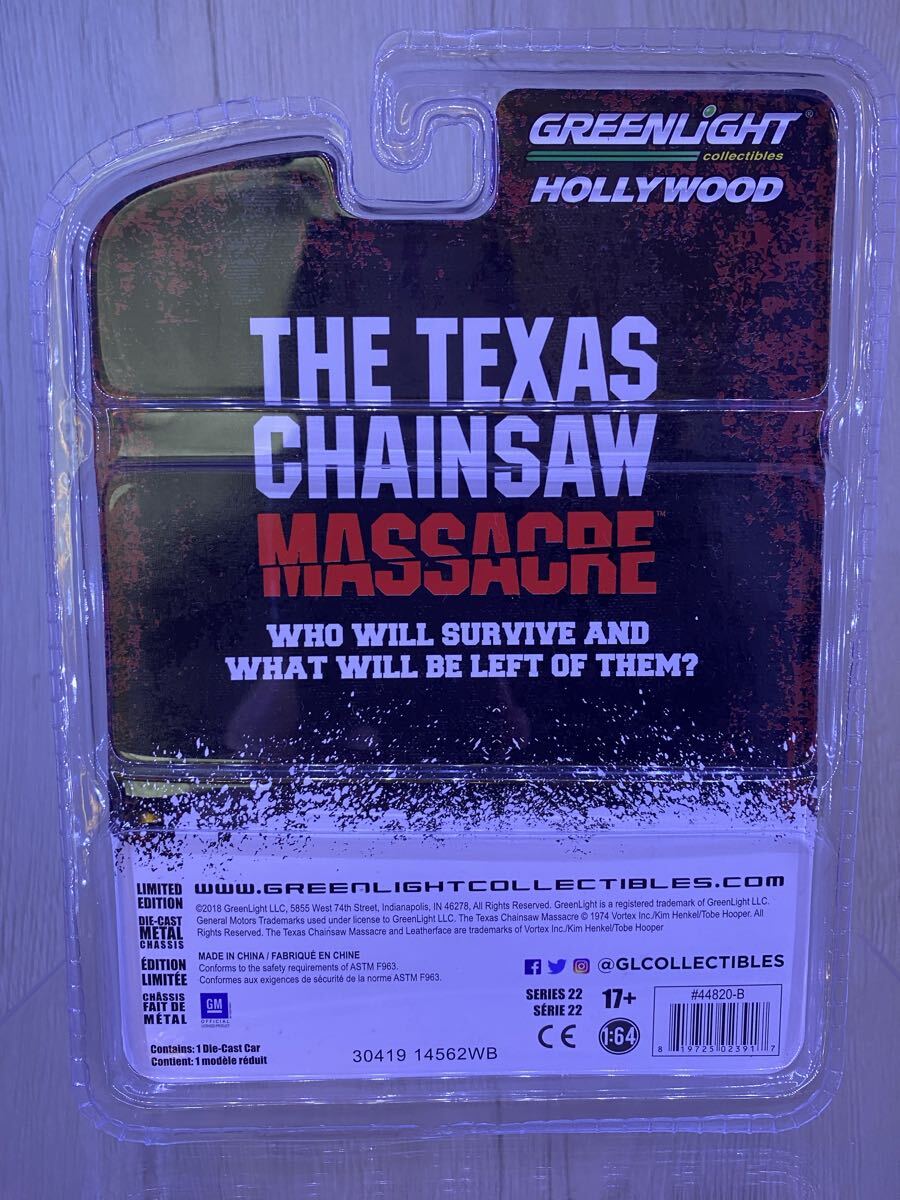 GREENLiGHT®
collectibles
HOLLYWOOD
THE TEXAS
CHAINSAW
MASSACRE™
WHO WILL SURVIVE AND
WHAT WILL BE LEFT OF THEM?
LIMITED
EDITION
DIE-CAST
METAL
CHASSIS
ÉDITION
LIMITÉE
CHÂSSIS
FAIT DE
MÉTAL
www.GREENLIGHTCOLLECTIBLES.COM
©2018 GreenLight LLC, 5855 West 74th Street, Indianapolis, IN 46278, All Rights Reserved. GreenLight is a registered trademark of GreenLight LLC.
General Motors Trademarks used under license to GreenLight LLC. The Texas Chainsaw Massacre © 1974 Vortex Inc./Kim Henkel/Tobe Hooper. All
Rights Reserved. The Texas Chainsaw Massacre and Leatherface are trademarks of Vortex Inc./Kim Henkel/Tobe Hooper
MADE IN CHINA / FABRIQUÉ EN CHINE
Conforms to the safety requirements of ASTM F963.
Conformes aux exigences de sécurité de la norme ASTM F963.
GM
OFFICIAL
LICENSED PRODUCT
@GLCOLLECTIBLES
SERIES 22
SÉRIE 22
17+
CE
1:64
#44820-B
8 19725 02391 7
Contains: 1 Die-Cast Car
Contient: 1 modèle réduit
30419 14562WB